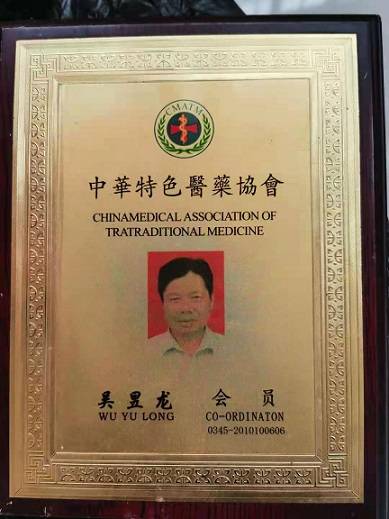 CMATM
中華特色醫藥協會
CHINAMEDICAL ASSOCIATION OF
TRATRADITIONAL MEDICINE
吴昱龙 会员
WU YU LONG CO-ORDINATON
0345-2010100606